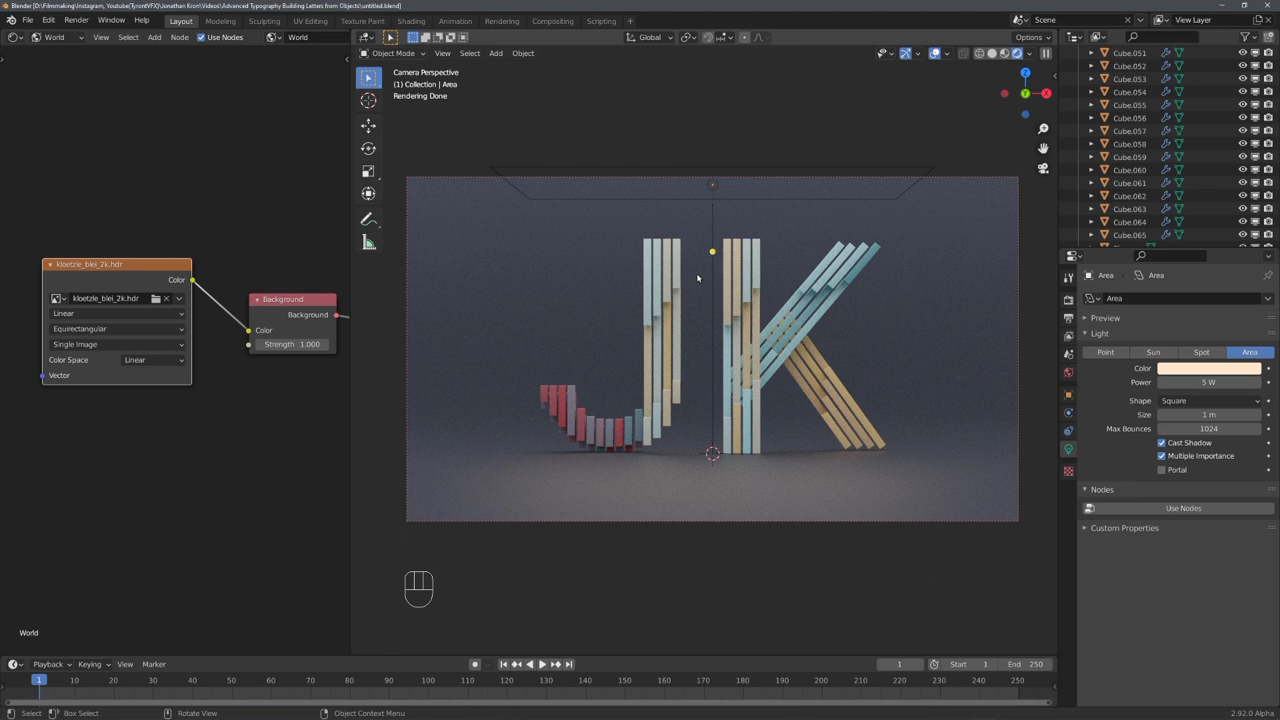 Blender [D:\Filmmaking\Instagram, Youtube(TyrontVFX)\Jonathan Kron\Videos\Advanced Typography Building Letters from Objects\untitled.blend]
File Edit Render Window Help Layout Modeling Sculpting UV Editing Texture Paint Shading Animation Rendering Compositing Scripting Scene View Layer
World View Select Add Node Use Nodes World Global Options
Object Mode View Select Add Object
Camera Perspective
(1) Collection | Area
Rendering Done
Z
Y
X
Cube.051
Cube.052
Cube.053
Cube.054
Cube.055
Cube.056
Cube.057
Cube.058
Cube.059
Cube.060
Cube.061
Cube.062
Cube.063
Cube.064
Cube.065
kloetzle_blei_2k.hdr
Color
kloetzle_blei_2k.hdr
Linear
Equirectangular
Single Image
Color Space Linear
Vector
Background
Background
Color
Strength 1.000
JK
Area Area
Area
Preview
Light
Point Sun Spot Area
Color
Power 5 W
Shape Square
Size 1 m
Max Bounces 1024
Cast Shadow
Multiple Importance
Portal
Nodes
Use Nodes
Custom Properties
World
Playback Keying View Marker 1 Start 1 End 250
1 10 20 30 40 50 60 70 80 90 100 110 120 130 140 150 160 170 180 190 200 210 220 230 240 250
Select Box Select Rotate View Object Context Menu 2.92.0 Alpha